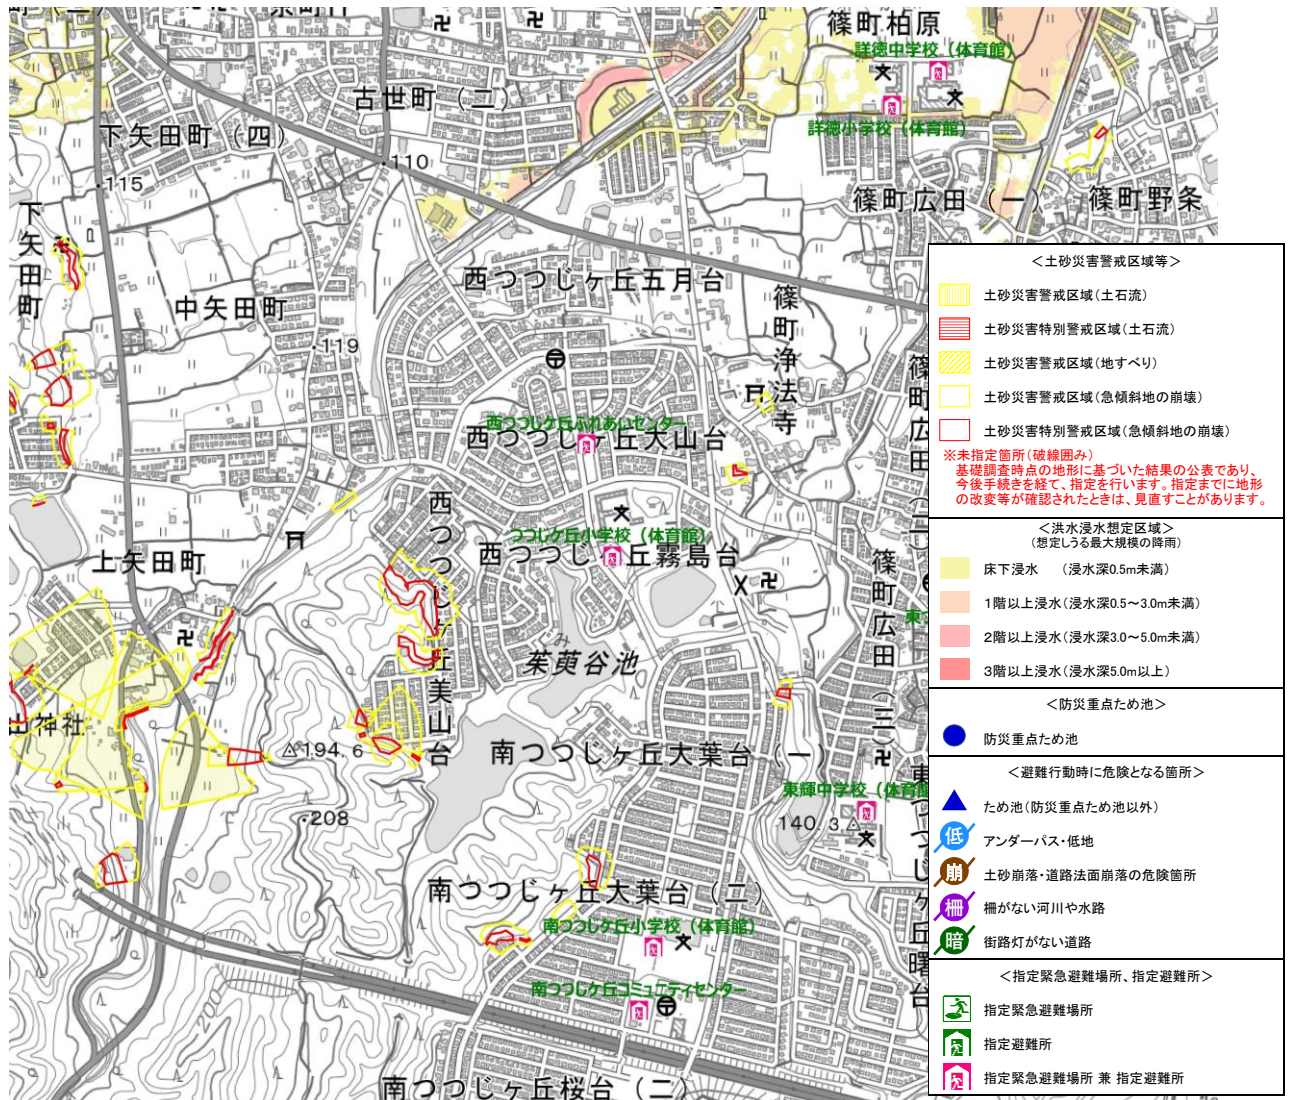 篠町柏原
詳徳中学校（体育館）
古世町（二）
下矢田町（四）
詳徳小学校（体育館）
110
115
下矢田町
篠町広田（一）
篠町野条
西つつじヶ丘五月台
中矢田町
篠町浄法寺
119
篠町広田（二）
西つつじケ丘ふれあいセンター
西つつじヶ丘大山台
西つつじヶ丘美山台
つつじケ丘小学校（体育館）
西つつじヶ丘霧島台
上矢田町
篠町広田（三）
ぐみ
茱萸谷池
山神社
194.6
南つつじヶ丘大葉台（一）
東輝中学校（体育館
208
140.3
東つつじヶ丘曙台
南つつじヶ丘大葉台（二）
南つつじケ丘小学校（体育館）
南つつじケ丘コミュニティセンター
200
南つつじヶ丘桜台（二）
＜土砂災害警戒区域等＞
土砂災害警戒区域（土石流）
土砂災害特別警戒区域（土石流）
土砂災害警戒区域（地すべり）
土砂災害警戒区域（急傾斜地の崩壊）
土砂災害特別警戒区域（急傾斜地の崩壊）
※未指定箇所（破線囲み）
基礎調査時点の地形に基づいた結果の公表であり、
今後手続きを経て、指定を行います。指定までに地形
の改変等が確認されたときは、見直すことがあります。
＜洪水浸水想定区域＞
（想定しうる最大規模の降雨）
床下浸水　（浸水深0.5m未満）
1階以上浸水（浸水深0.5～3.0m未満）
2階以上浸水（浸水深3.0～5.0m未満）
3階以上浸水（浸水深5.0m以上）
＜防災重点ため池＞
防災重点ため池
＜避難行動時に危険となる箇所＞
ため池（防災重点ため池以外）
低 アンダーパス・低地
崩 土砂崩落・道路法面崩落の危険箇所
柵 柵がない河川や水路
暗 街路灯がない道路
＜指定緊急避難場所、指定避難所＞
指定緊急避難場所
指定避難所
指定緊急避難場所 兼 指定避難所